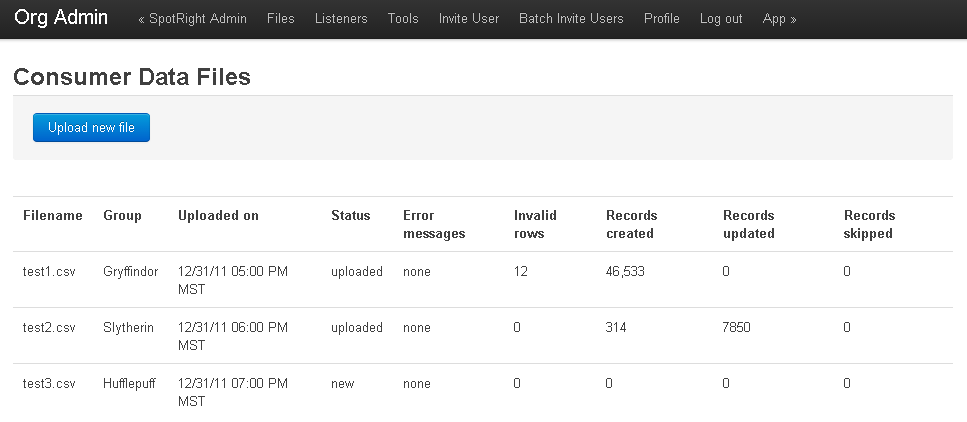 Org Admin « SpotRight Admin Files Listeners Tools Invite User Batch Invite Users Profile Log out App »
Consumer Data Files
Upload new file
Filename Group Uploaded on Status Error messages Invalid rows Records created Records updated Records skipped
test1.csv Gryffindor 12/31/11 05:00 PM MST uploaded none 12 46,533 0 0
test2.csv Slytherin 12/31/11 06:00 PM MST uploaded none 0 314 7850 0
test3.csv Hufflepuff 12/31/11 07:00 PM MST new none 0 0 0 0